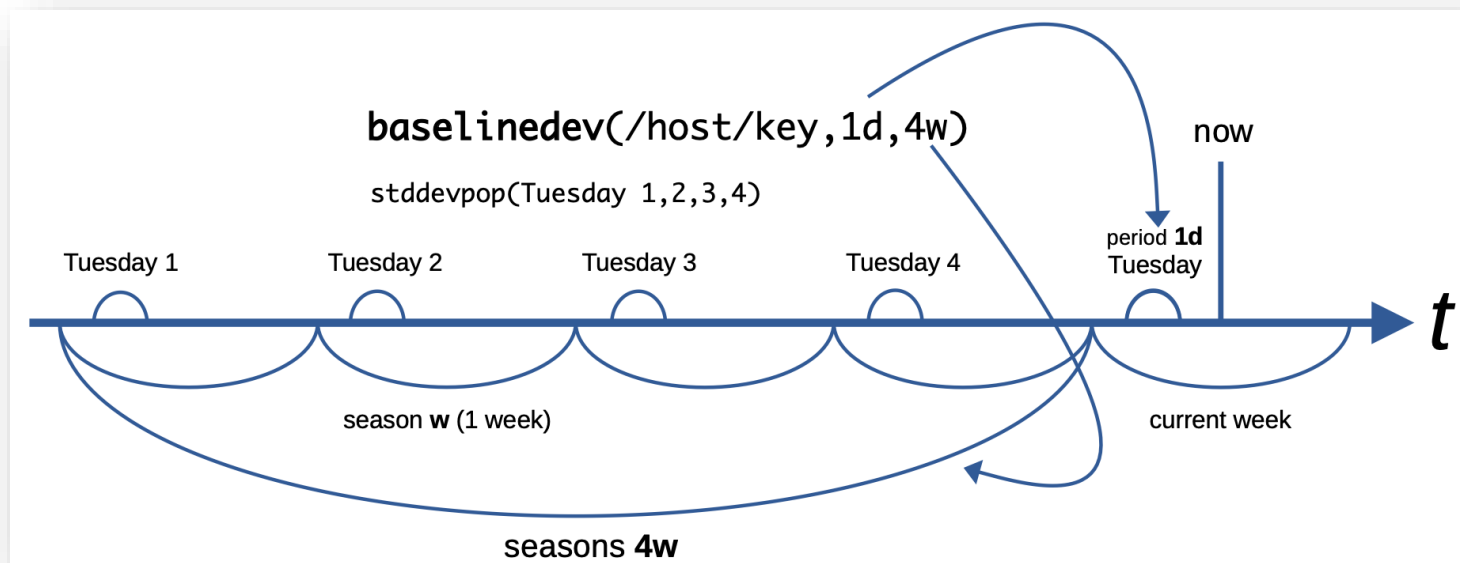 baselinedev(/host/key,1d,4w)
now
stddevpop(Tuesday 1,2,3,4)
period 1d
Tuesday
Tuesday 1
Tuesday 2
Tuesday 3
Tuesday 4
t
season w (1 week)
current week
seasons 4w